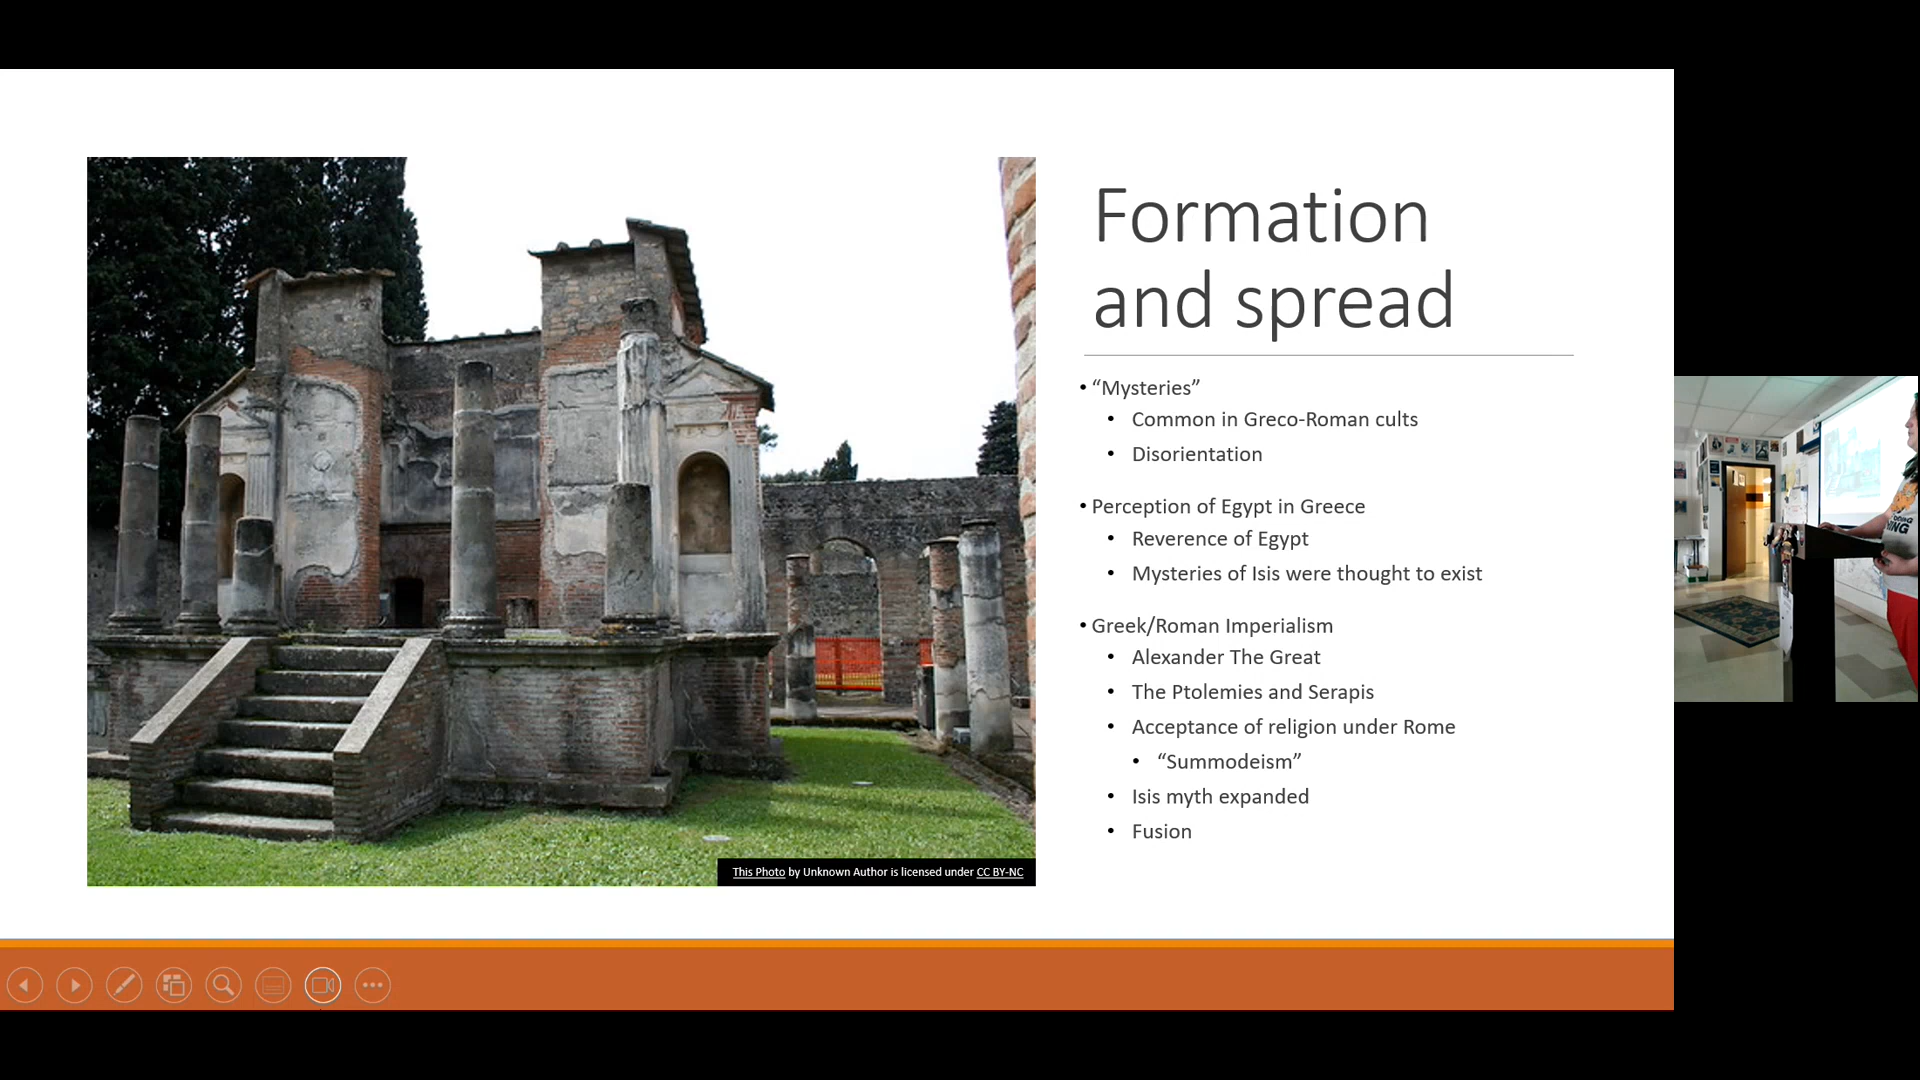 Formation
and spread
• “Mysteries”
• Common in Greco-Roman cults
• Disorientation
• Perception of Egypt in Greece
• Reverence of Egypt
• Mysteries of Isis were thought to exist
• Greek/Roman Imperialism
• Alexander The Great
• The Ptolemies and Serapis
• Acceptance of religion under Rome
• “Summodeism”
• Isis myth expanded
• Fusion
This Photo by Unknown Author is licensed under CC BY-NC